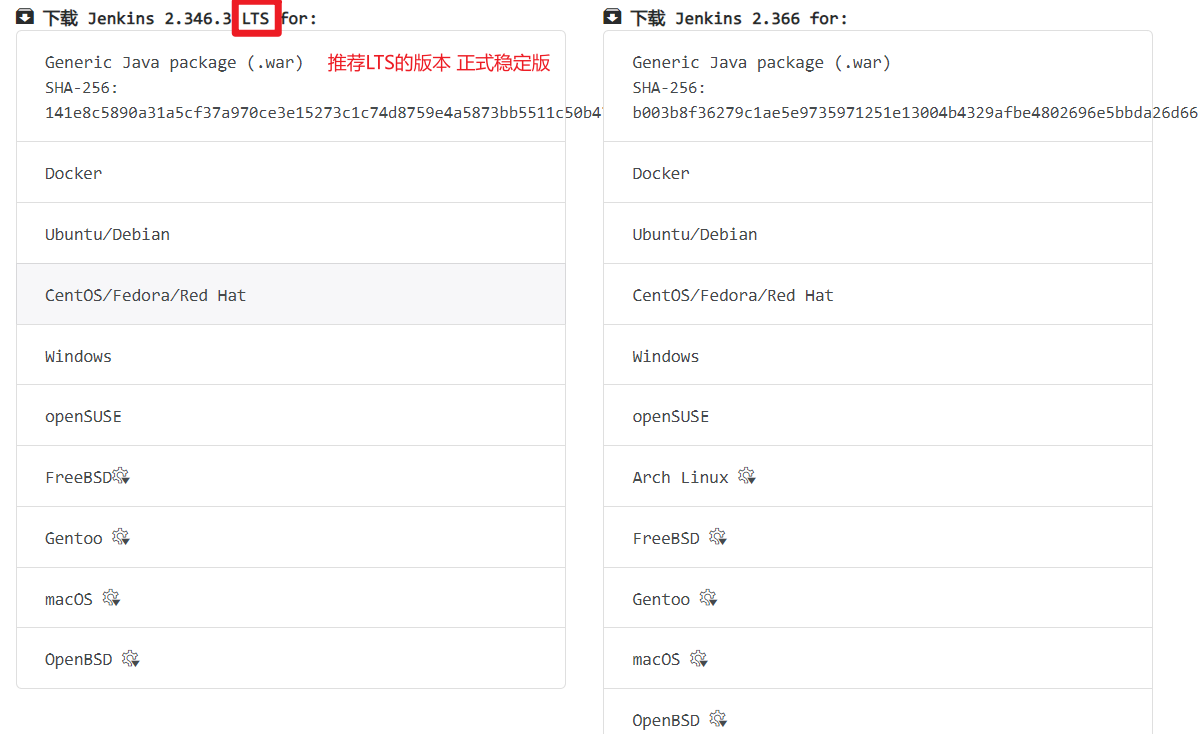 下载 Jenkins 2.346.3 LTS for:
Generic Java package (.war) 推荐LTS的版本 正式稳定版
SHA-256:
141e8c5890a31a5cf37a970ce3e15273c1c74d8759e4a5873bb5511c50b4
Docker
Ubuntu/Debian
CentOS/Fedora/Red Hat
Windows
openSUSE
FreeBSD
Gentoo
macOS
OpenBSD
下载 Jenkins 2.366 for:
Generic Java package (.war)
SHA-256:
b003b8f36279c1ae5e9735971251e13004b4329afbe4802696e5bbda26d66
Docker
Ubuntu/Debian
CentOS/Fedora/Red Hat
Windows
openSUSE
Arch Linux
FreeBSD
Gentoo
macOS
OpenBSD